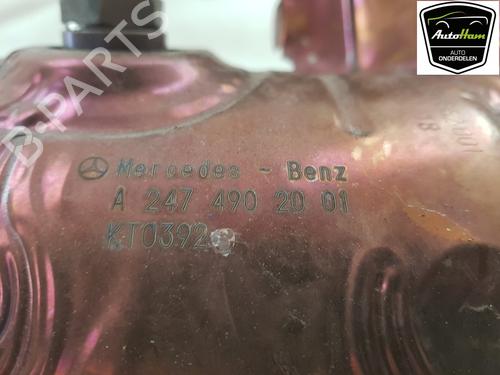 AutoHam
AUTO
ONDERDELEN
B-PARTS
Mercedes - Benz
A 247 490 20 01
KT0392